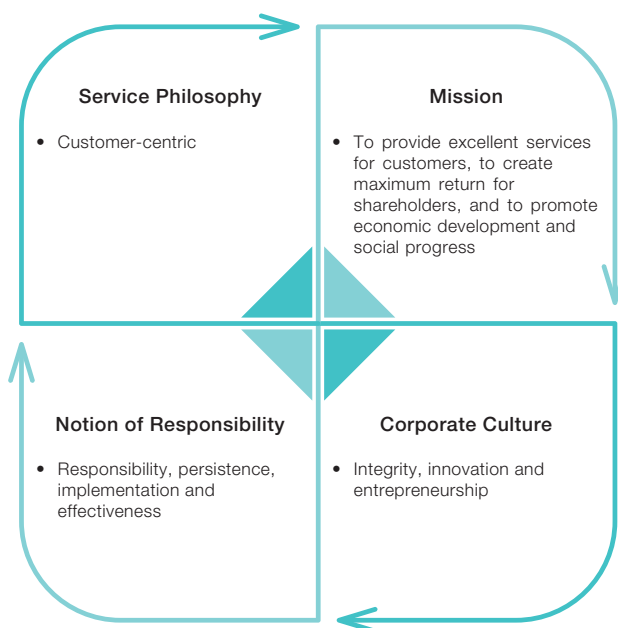 Service Philosophy
• Customer-centric
Mission
• To provide excellent services
for customers, to create
maximum return for
shareholders, and to promote
economic development and
social progress
Notion of Responsibility
• Responsibility, persistence,
implementation and
effectiveness
Corporate Culture
• Integrity, innovation and
entrepreneurship